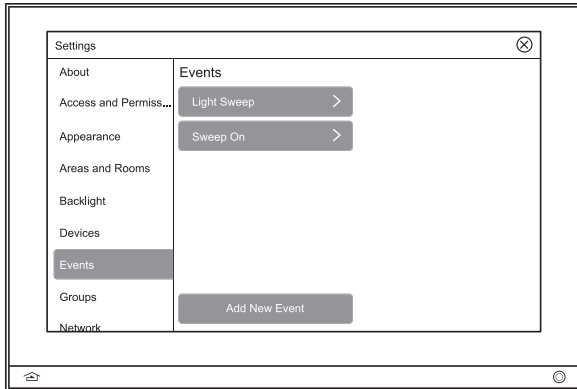 Settings
About
Access and Permiss...
Appearance
Areas and Rooms
Backlight
Devices
Events
Groups
Network
Events
Light Sweep
Sweep On
Add New Event